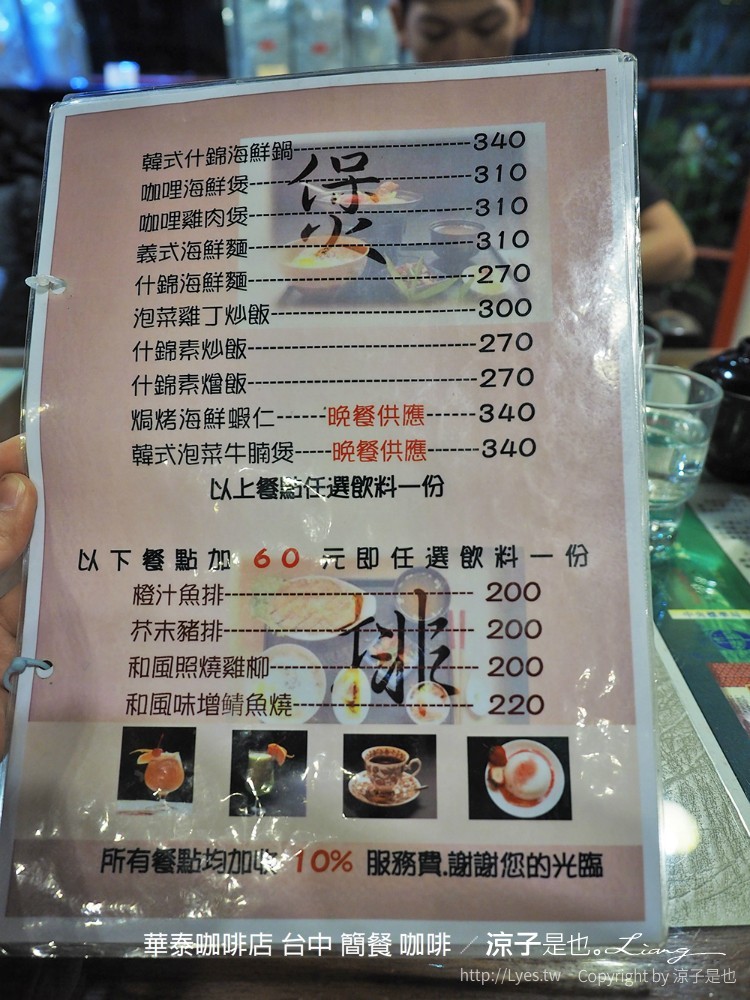 煲
韓式什錦海鮮鍋-----------------------340
咖哩海鮮煲-----------------------310
咖哩雞肉煲-----------------------310
義式海鮮麵-----------------------310
什錦海鮮麵-----------------------270
泡菜雞丁炒飯-----------------------300
什錦素炒飯-----------------------270
什錦素燴飯-----------------------270
焗烤海鮮蝦仁------晚餐供應------340
韓式泡菜牛腩煲-----晚餐供應------340
以上餐點任選飲料一份
以下餐點加 60 元即任選飲料一份
排
橙汁魚排----------------------- 200
芥末豬排----------------------- 200
和風照燒雞柳----------------------- 200
和風味增鯖魚燒----------------------- 220
所有餐點均加收 10% 服務費.謝謝您的光臨
華泰咖啡店 台中 簡餐 咖啡 / 涼子是也。Liang
http://Lyes.tw Copyright by 涼子是也